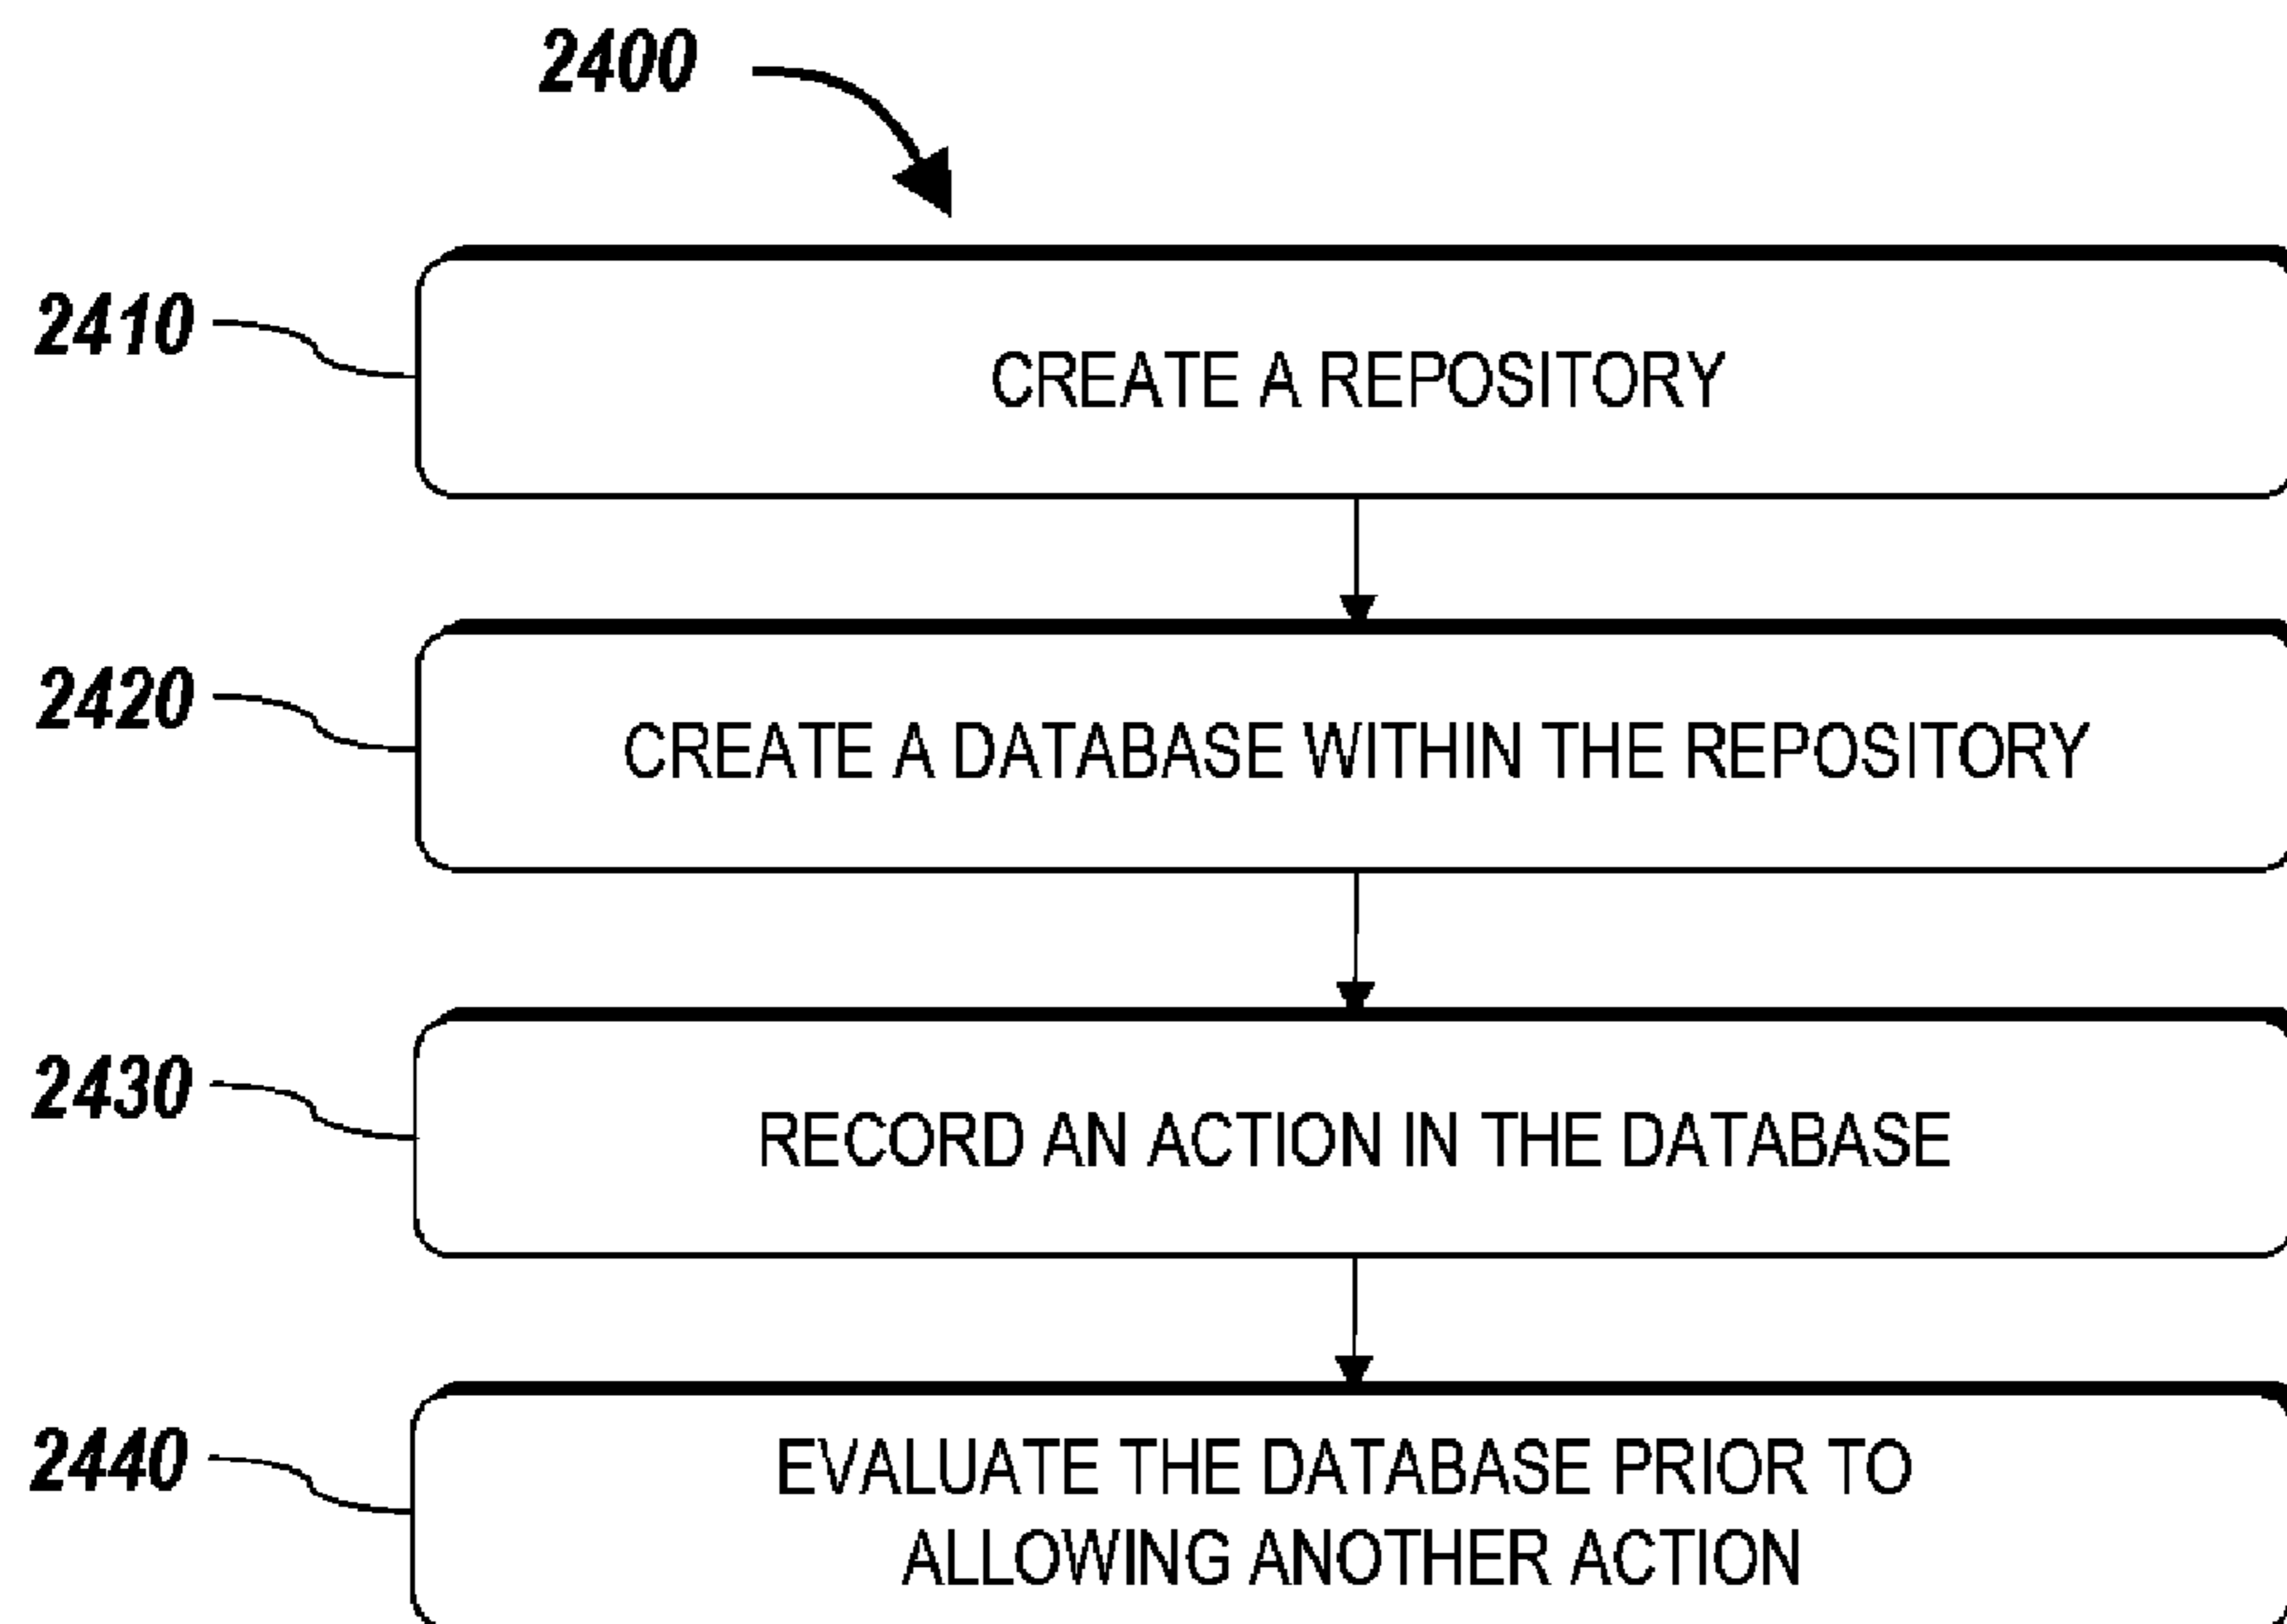 2400
2410
CREATE A REPOSITORY
2420
CREATE A DATABASE WITHIN THE REPOSITORY
2430
RECORD AN ACTION IN THE DATABASE
2440
EVALUATE THE DATABASE PRIOR TO
ALLOWING ANOTHER ACTION